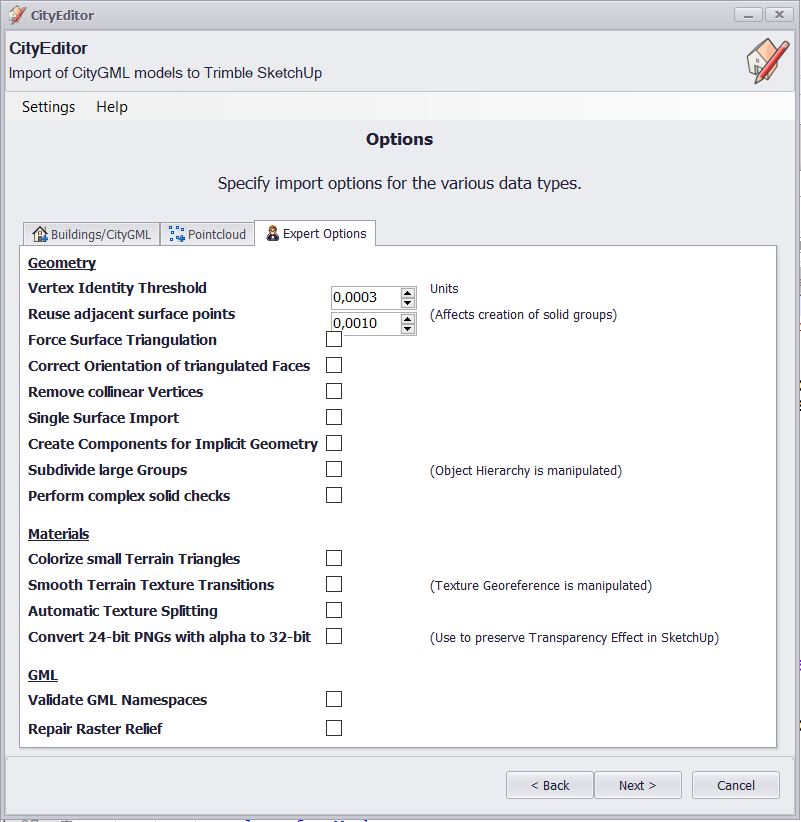 CityEditor
CityEditor
Import of CityGML models to Trimble SketchUp
Settings Help
Options
Specify import options for the various data types.
Buildings/CityGML Pointcloud Expert Options
Geometry
Vertex Identity Threshold 0,0003 Units
Reuse adjacent surface points 0,0010 (Affects creation of solid groups)
Force Surface Triangulation
Correct Orientation of triangulated Faces
Remove collinear Vertices
Single Surface Import
Create Components for Implicit Geometry
Subdivide large Groups (Object Hierarchy is manipulated)
Perform complex solid checks
Materials
Colorize small Terrain Triangles
Smooth Terrain Texture Transitions (Texture Georeference is manipulated)
Automatic Texture Splitting
Convert 24-bit PNGs with alpha to 32-bit (Use to preserve Transparency Effect in SketchUp)
GML
Validate GML Namespaces
Repair Raster Relief
< Back Next > Cancel